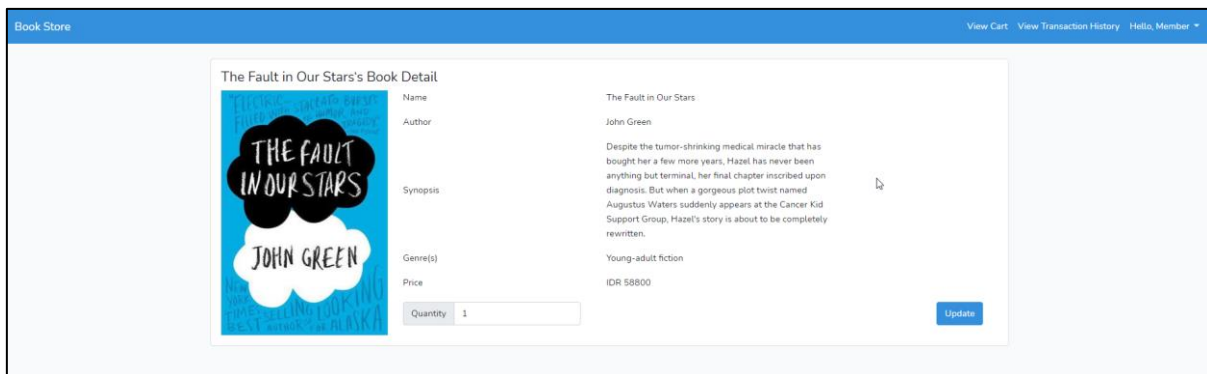 Book Store
View Cart View Transaction History Hello, Member
The Fault in Our Stars's Book Detail
THE FAULT
IN OUR STARS
JOHN GREEN
Name
The Fault in Our Stars
Author
John Green
Synopsis
Despite the tumor-shrinking medical miracle that has
bought her a few more years, Hazel has never been
anything but terminal, her final chapter inscribed upon
diagnosis. But when a gorgeous plot twist named
Augustus Waters suddenly appears at the Cancer Kid
Support Group, Hazel's story is about to be completely
rewritten.
Genre(s)
Young-adult fiction
Price
IDR 58800
Quantity 1
Update